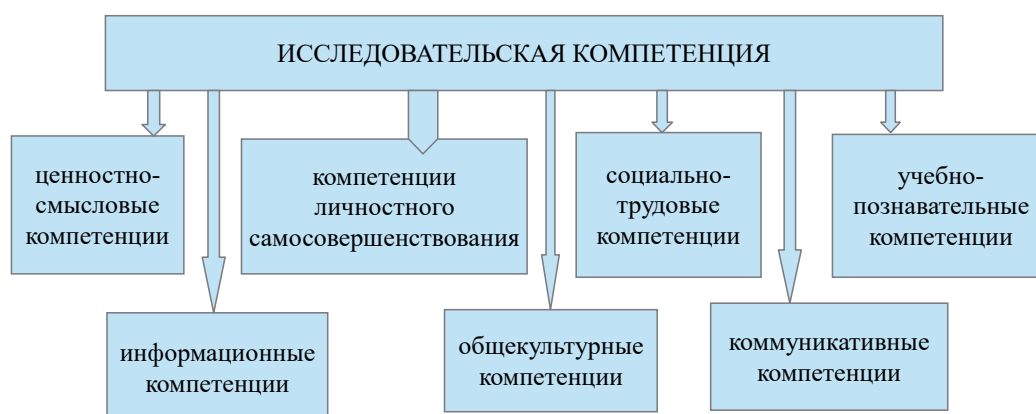 ИССЛЕДОВАТЕЛЬСКАЯ КОМПЕТЕНЦИЯ
ценностно-
смысловые
компетенции
компетенции
личностного
самосовершенствования
социально-
трудовые
компетенции
учебно-
познавательные
компетенции
информационные
компетенции
общекультурные
компетенции
коммуникативные
компетенции